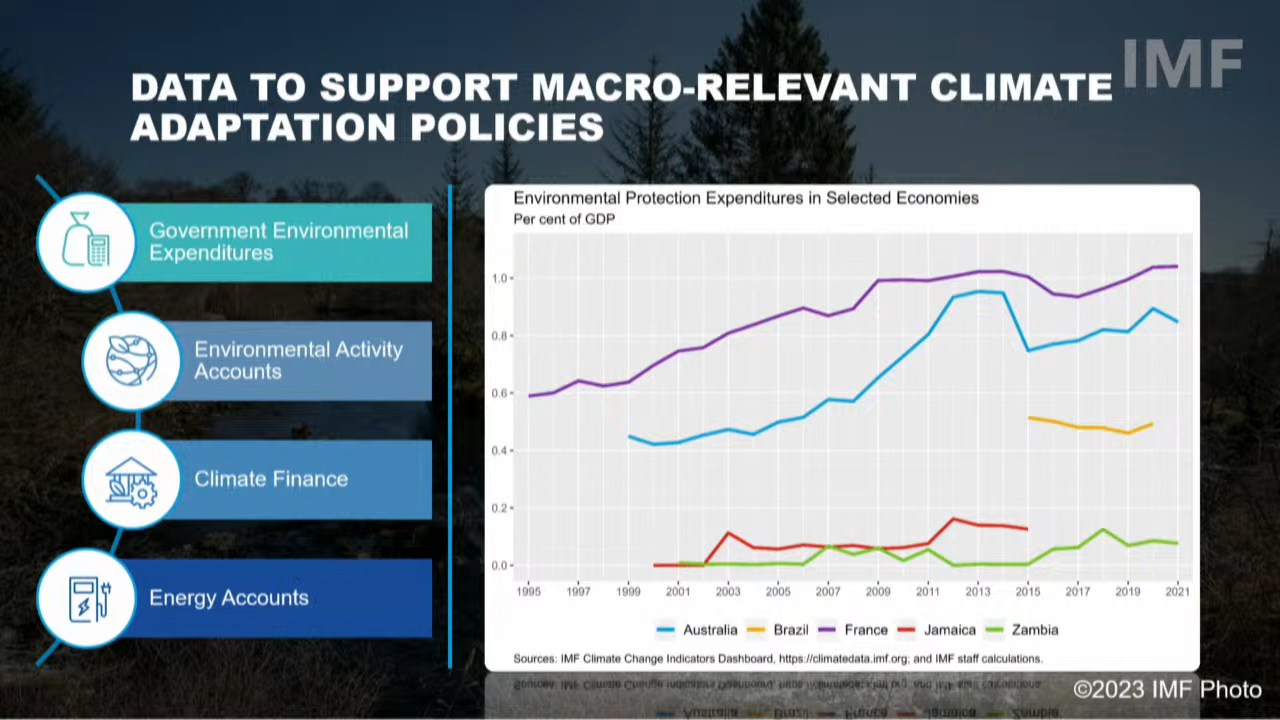 IMF
DATA TO SUPPORT MACRO-RELEVANT CLIMATE
ADAPTATION POLICIES
Government Environmental
Expenditures
Environmental Activity
Accounts
Climate Finance
Energy Accounts
Environmental Protection Expenditures in Selected Economies
Per cent of GDP
1.0
0.8
0.6
0.4
0.2
0.0
1995 1997 1999 2001 2003 2005 2007 2009 2011 2013 2015 2017 2019 2021
Australia Brazil France Jamaica Zambia
Sources: IMF Climate Change Indicators Dashboard, https://climatedata.imf.org; and IMF staff calculations.
©2023 IMF Photo